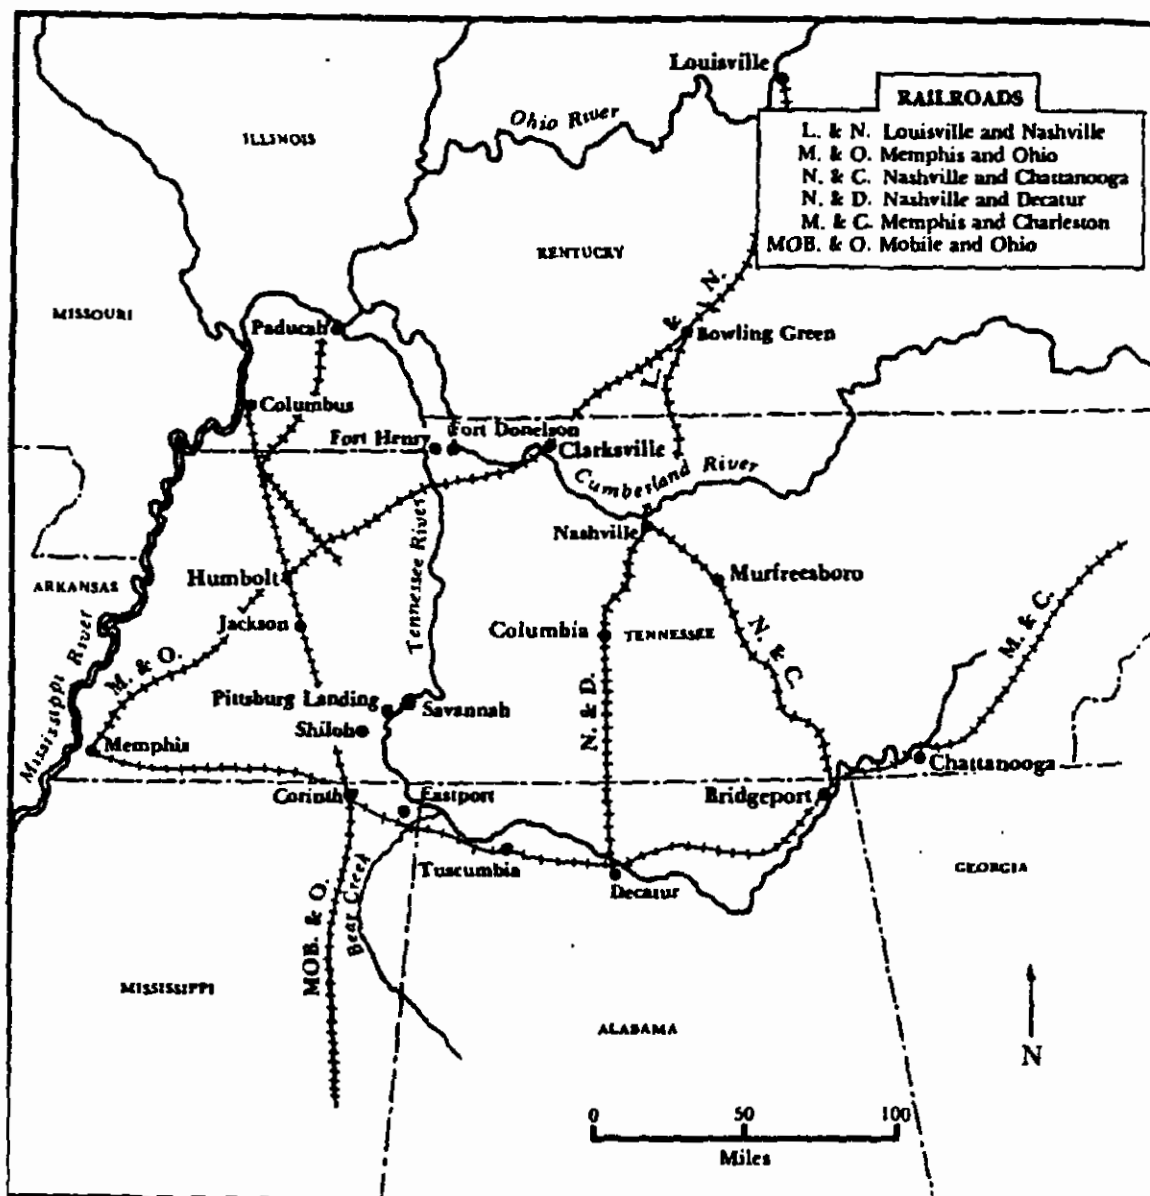 Louisville
RAILROADS
L. & N. Louisville and Nashville
M. & O. Memphis and Ohio
N. & C. Nashville and Chattanooga
N. & D. Nashville and Decatur
M. & C. Memphis and Charleston
MOB. & O. Mobile and Ohio
Ohio River
ILLINOIS
KENTUCKY
MISSOURI
L. & N.
Paducah
Bowling Green
Columbus
Fort Henry
Fort Donelson
Clarksville
Cumberland River
Nashville
Tennessee River
Humbolt
Murfreesboro
ARKANSAS
Jackson
Columbia
TENNESSEE
N. & C.
M. & C.
Mississippi River
M. & O.
N. & D.
Pittsburg Landing
Savannah
Shiloh
Memphis
Chattanooga
Corinth
Eastport
Bridgeport
Tuscumbia
Decatur
GEORGIA
MOB. & O.
Bear Creek
MISSISSIPPI
ALABAMA
N
0 50 100
Miles